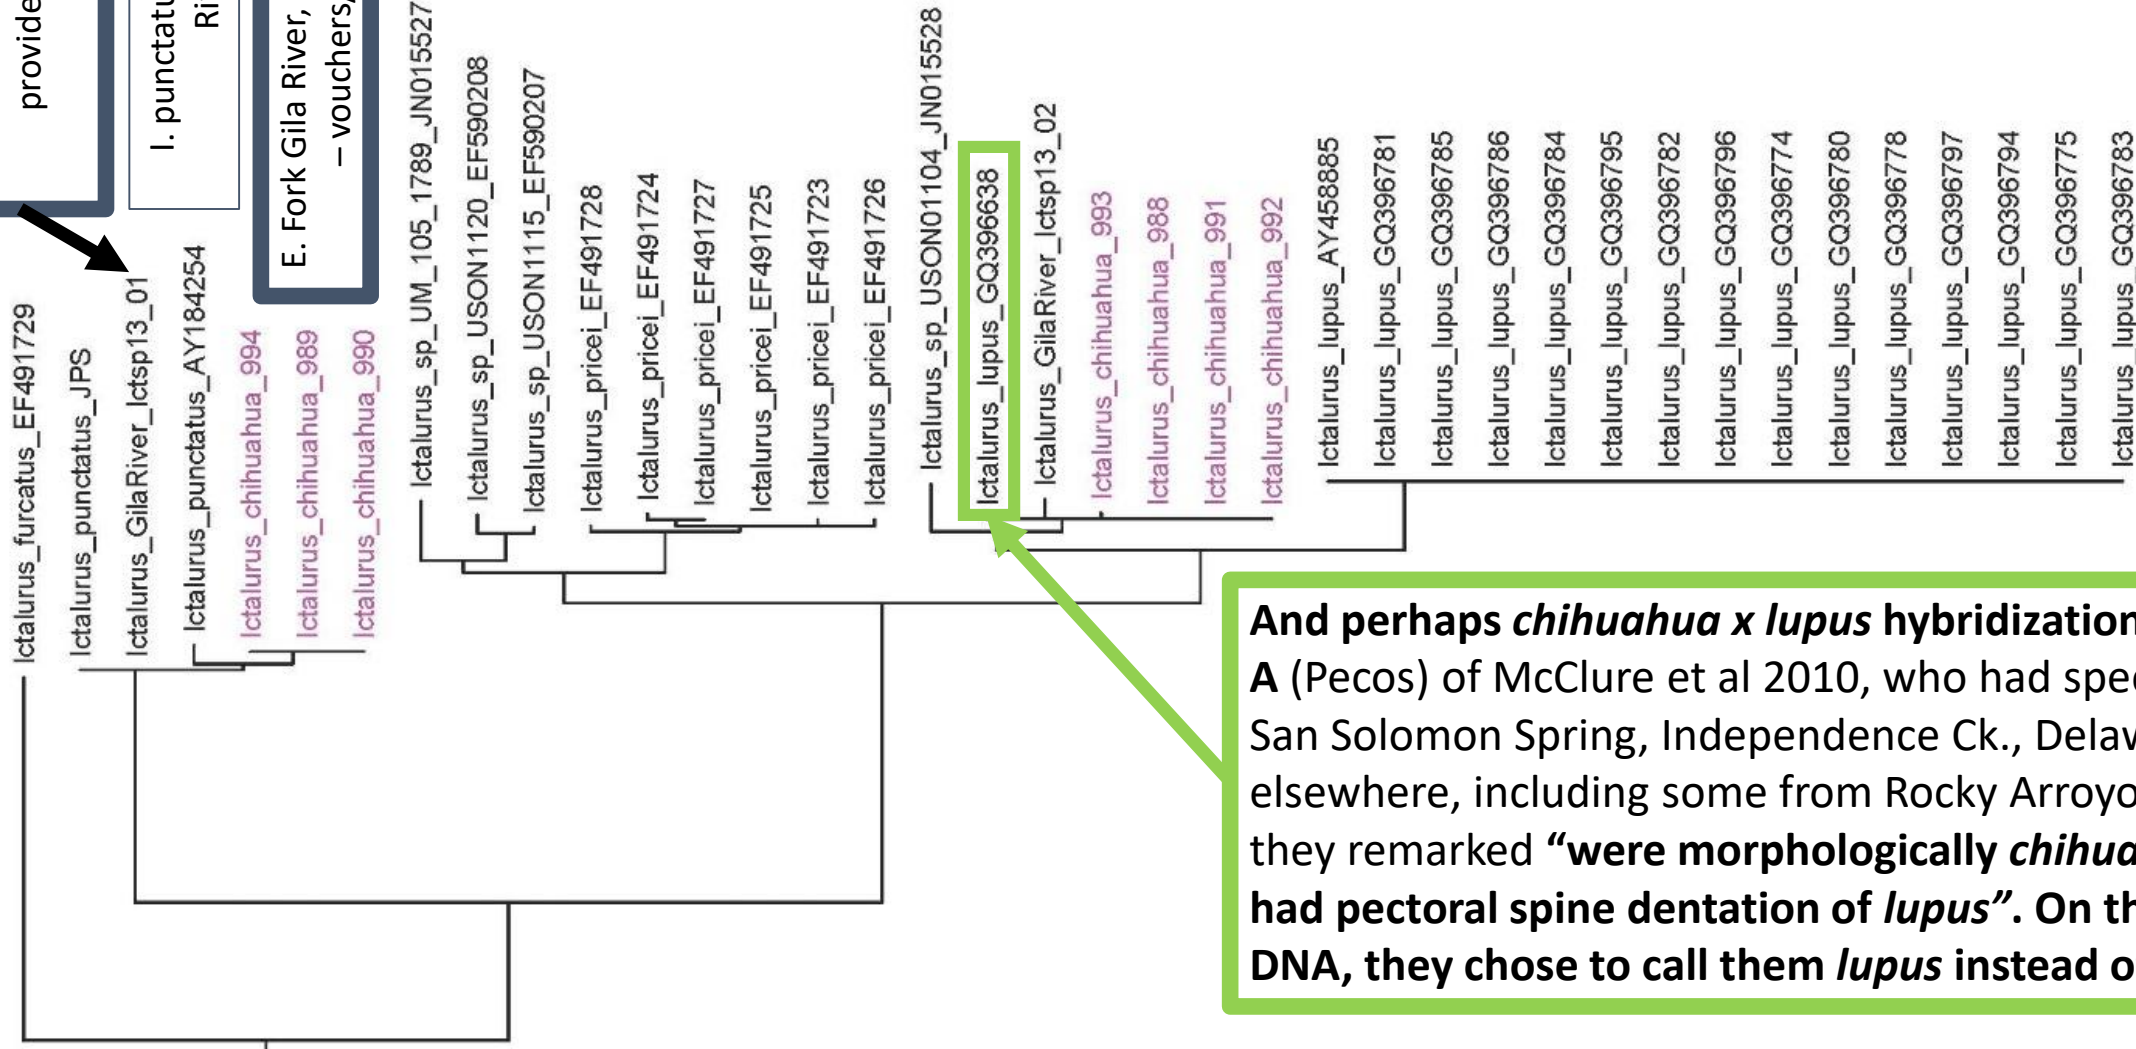 provide
I. punctatu
Ri
E. Fork Gila River,
– vouchers,
Ictalurus_furcatus_EF491729
Ictalurus_punctatus_JPS
Ictalurus_GilaRiver_Ictsp13_01
Ictalurus_punctatus_AY184254
Ictalurus_chihuahua_994
Ictalurus_chihuahua_989
Ictalurus_chihuahua_990
Ictalurus_sp_UM_105_1789_JN015527
Ictalurus_sp_USON1120_EF590208
Ictalurus_sp_USON1115_EF590207
Ictalurus_pricei_EF491728
Ictalurus_pricei_EF491724
Ictalurus_pricei_EF491727
Ictalurus_pricei_EF491725
Ictalurus_pricei_EF491723
Ictalurus_pricei_EF491726
Ictalurus_sp_USON01104_JN015528
Ictalurus_lupus_GQ396638
Ictalurus_GilaRiver_Ictsp13_02
Ictalurus_chihuahua_993
Ictalurus_chihuahua_988
Ictalurus_chihuahua_991
Ictalurus_chihuahua_992
Ictalurus_lupus_AY458885
Ictalurus_lupus_GQ396781
Ictalurus_lupus_GQ396785
Ictalurus_lupus_GQ396786
Ictalurus_lupus_GQ396784
Ictalurus_lupus_GQ396795
Ictalurus_lupus_GQ396782
Ictalurus_lupus_GQ396796
Ictalurus_lupus_GQ396774
Ictalurus_lupus_GQ396780
Ictalurus_lupus_GQ396778
Ictalurus_lupus_GQ396797
Ictalurus_lupus_GQ396794
Ictalurus_lupus_GQ396775
Ictalurus_lupus_GQ396783
And perhaps chihuahua x lupus hybridization
A (Pecos) of McClure et al 2010, who had spec
San Solomon Spring, Independence Ck., Delaw
elsewhere, including some from Rocky Arroyo
they remarked “were morphologically chihua
had pectoral spine dentation of lupus”. On th
DNA, they chose to call them lupus instead o